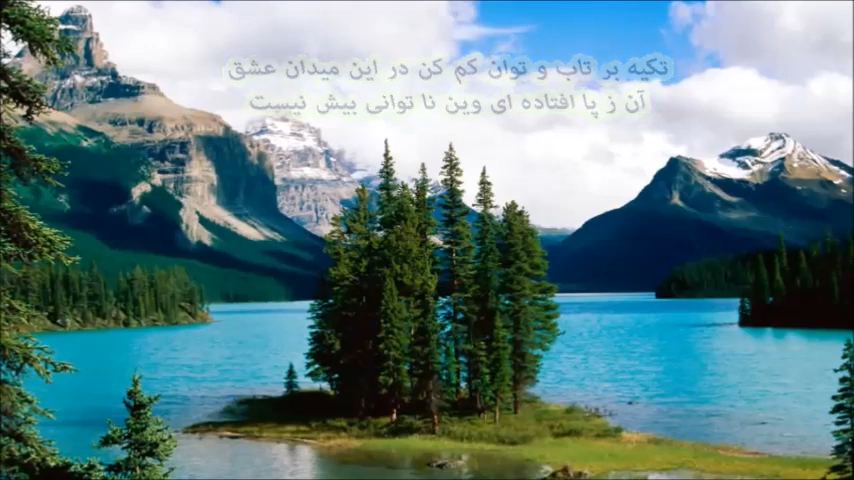 تکیه بر تاب و توان کم کن در این میدان عشق
آن ز پا افتاده ای وین نا توانی بیش نیست